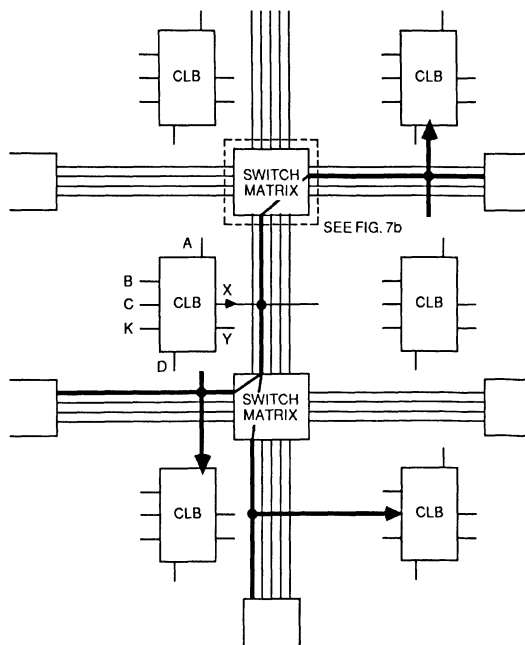 CLB
CLB
SWITCH
MATRIX
SEE FIG. 7b
A
B
X
C
CLB
CLB
K
Y
D
SWITCH
MATRIX
CLB
CLB